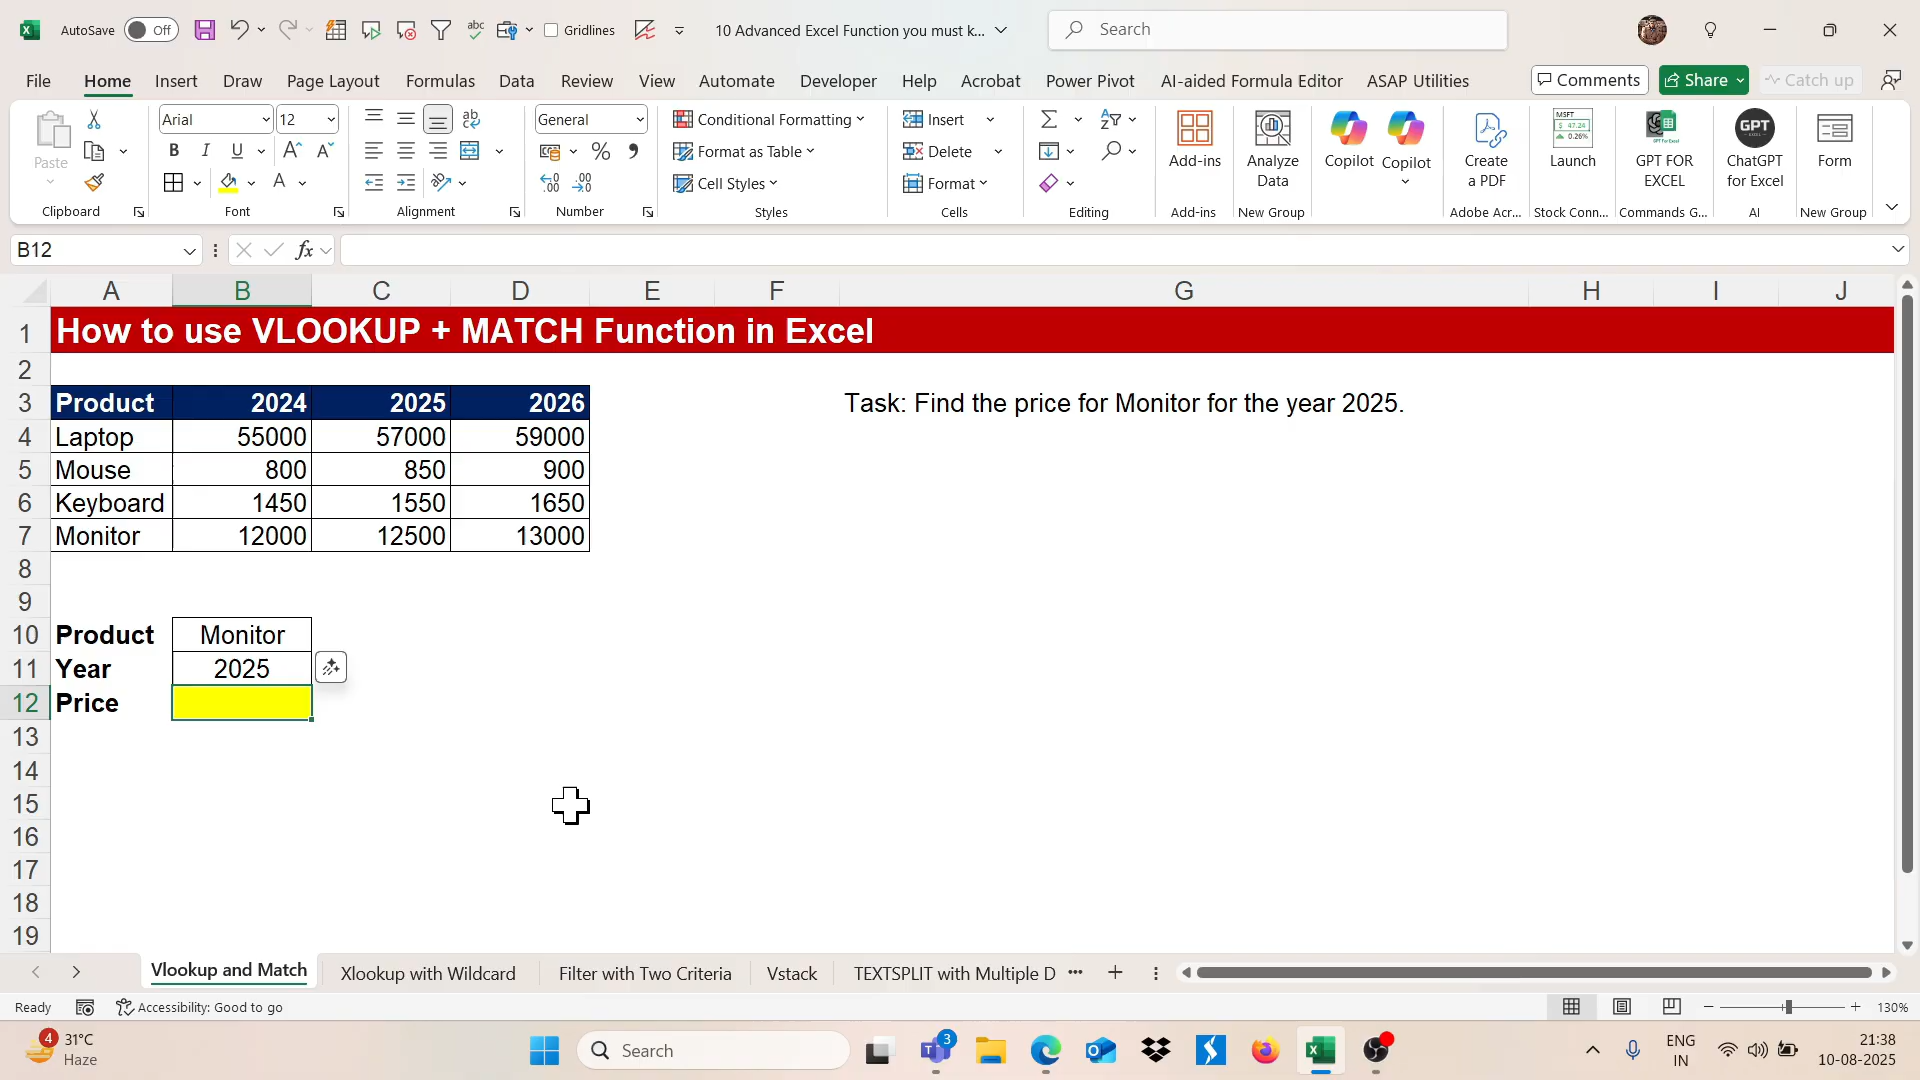 AutoSave Off Gridlines 10 Advanced Excel Function you must k... Search
File Home Insert Draw Page Layout Formulas Data Review View Automate Developer Help Acrobat Power Pivot AI-aided Formula Editor ASAP Utilities Comments Share Catch up
Paste Arial 12 General Conditional Formatting Insert MSFT 47.24 0.26% GPT
B I U Format as Table Delete Add-ins Analyze Data Copilot Copilot Create a PDF Launch GPT FOR EXCEL ChatGPT for Excel Form
Cell Styles Format
Clipboard Font Alignment Number Styles Cells Editing Add-ins New Group Adobe Acr... Stock Conn... Commands G... AI New Group
B12 fx
A B C D E F G H I J
1 How to use VLOOKUP + MATCH Function in Excel
2
3 Product 2024 2025 2026 Task: Find the price for Monitor for the year 2025.
4 Laptop 55000 57000 59000
5 Mouse 800 850 900
6 Keyboard 1450 1550 1650
7 Monitor 12000 12500 13000
8
9
10 Product Monitor
11 Year 2025
12 Price
13
14
15
16
17
18
19
Vlookup and Match Xlookup with Wildcard Filter with Two Criteria Vstack TEXTSPLIT with Multiple D ...
Ready Accessibility: Good to go 130%
4 31°C Search 3 ENG 21:38
Haze IN 10-08-2025